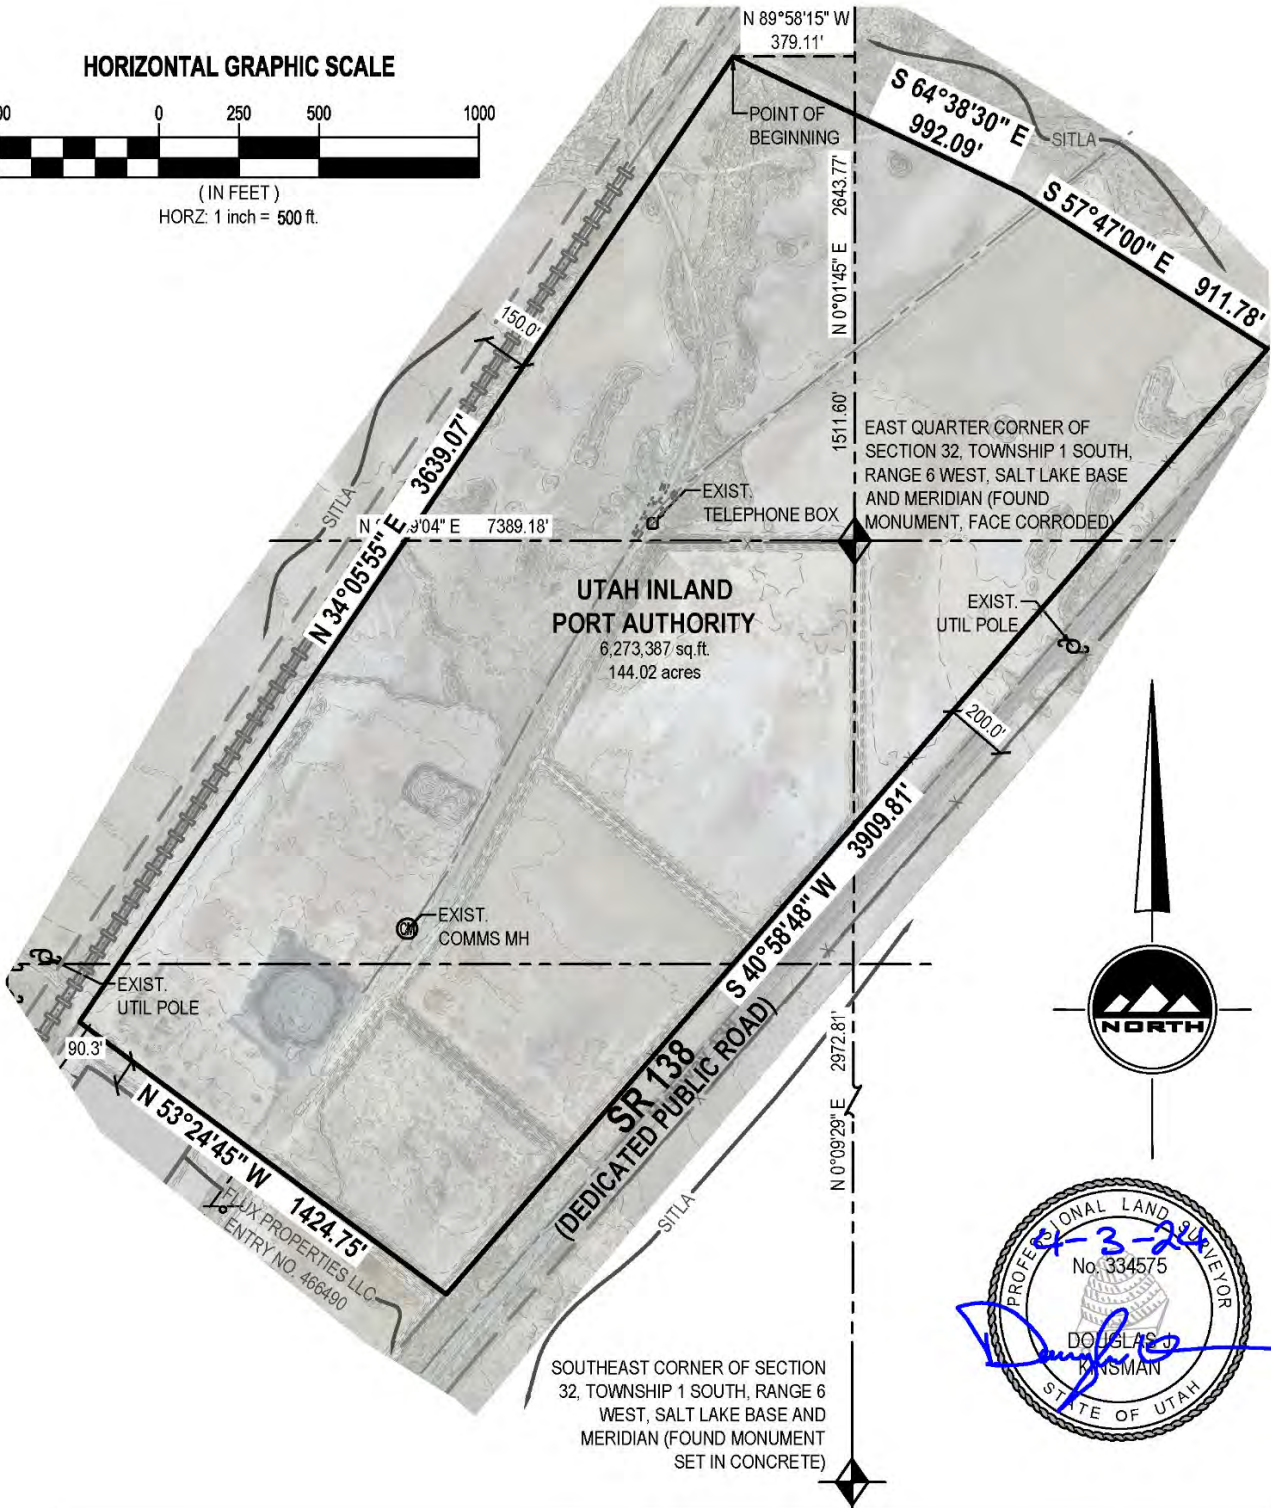 HORIZONTAL GRAPHIC SCALE
0 250 500 1000
( IN FEET )
HORZ: 1 inch = 500 ft.
N 89°58'15" W
379.11'
POINT OF
BEGINNING
S 64°38'30" E
992.09'
SITLA
S 57°47'00" E 911.78'
N 0°01'45" E 2643.77'
1511.60'
150.0'
N 34°05'55" E 3639.07'
SITLA
EAST QUARTER CORNER OF
SECTION 32, TOWNSHIP 1 SOUTH,
RANGE 6 WEST, SALT LAKE BASE
AND MERIDIAN (FOUND
MONUMENT, FACE CORRODED)
EXIST.
TELEPHONE BOX
N 9'04" E 7389.18'
UTAH INLAND
PORT AUTHORITY
6,273,387 sq.ft.
144.02 acres
EXIST.
UTIL POLE
200.0'
S 40°58'48" W 3909.81'
SR 138
(DEDICATED PUBLIC ROAD)
EXIST.
COMMS MH
CM
EXIST.
UTIL POLE
90.3'
N 53°24'45" W 1424.75'
FLUX PROPERTIES LLC
ENTRY NO. 466490
SITLA
N 0°09'29" E 2972.81'
NORTH
SOUTHEAST CORNER OF SECTION
32, TOWNSHIP 1 SOUTH, RANGE 6
WEST, SALT LAKE BASE AND
MERIDIAN (FOUND MONUMENT
SET IN CONCRETE)
PROFESSIONAL LAND SURVEYOR
4-3-24
No. 334575
DOUGLAS J
KINSMAN
STATE OF UTAH